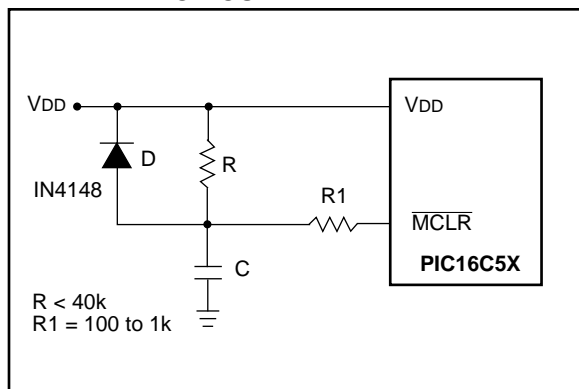 VDD
VDD
D
R
IN4148
R1
MCLR
C
PIC16C5X
R < 40k
R1 = 100 to 1k